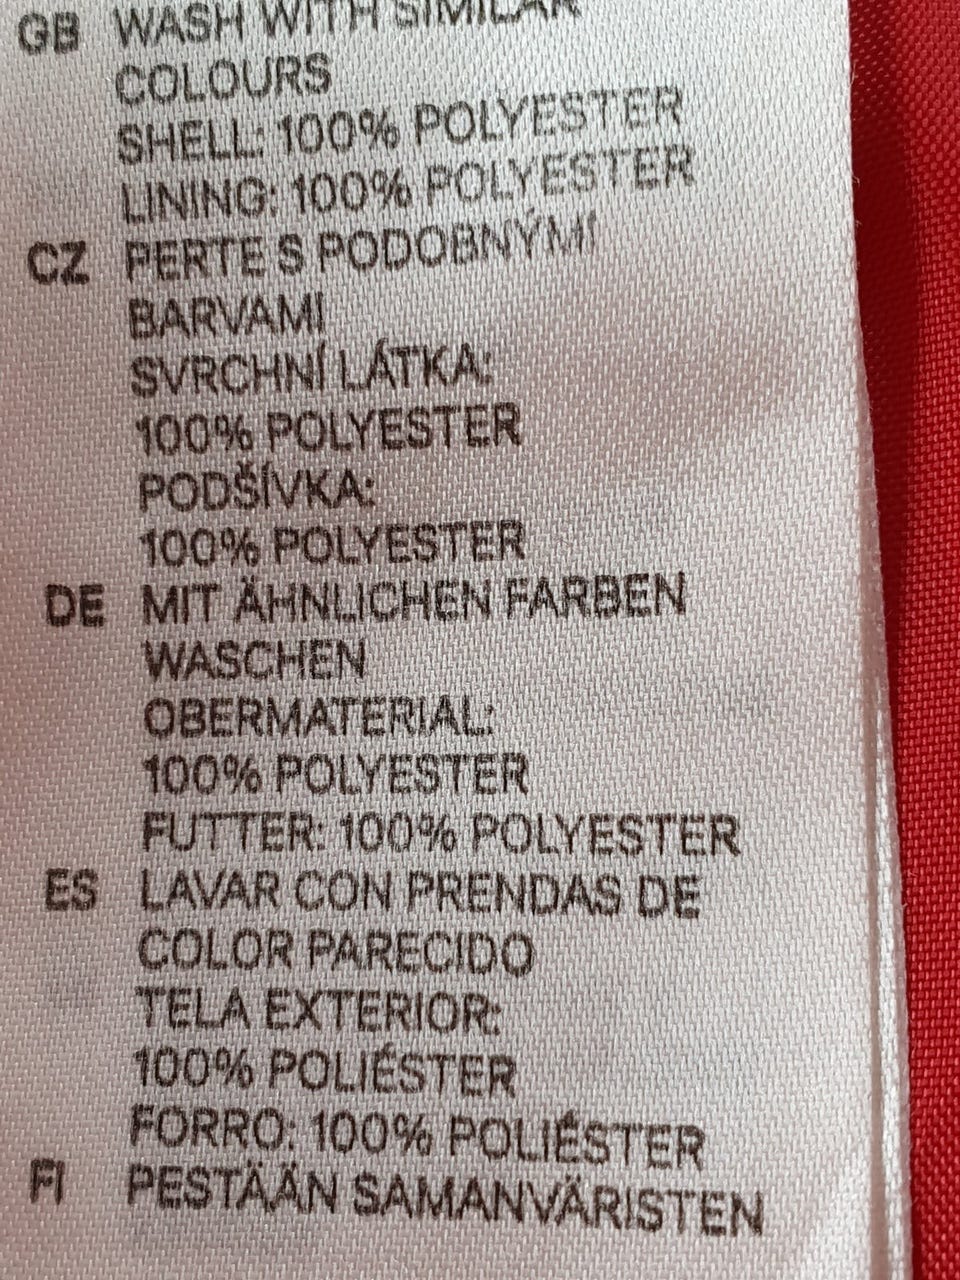 GB WASH WITH SIMILAR
COLOURS
SHELL: 100% POLYESTER
LINING: 100% POLYESTER
CZ PERTE S PODOBNÝMI
BARVAMI
SVRCHNÍ LÁTKA:
100% POLYESTER
PODŠÍVKA:
100% POLYESTER
DE MIT ÄHNLICHEN FARBEN
WASCHEN
OBERMATERIAL:
100% POLYESTER
FUTTER: 100% POLYESTER
ES LAVAR CON PRENDAS DE
COLOR PARECIDO
TELA EXTERIOR:
100% POLIÉSTER
FORRO: 100% POLIÉSTER
FI PESTÄÄN SAMANVÄRISTEN